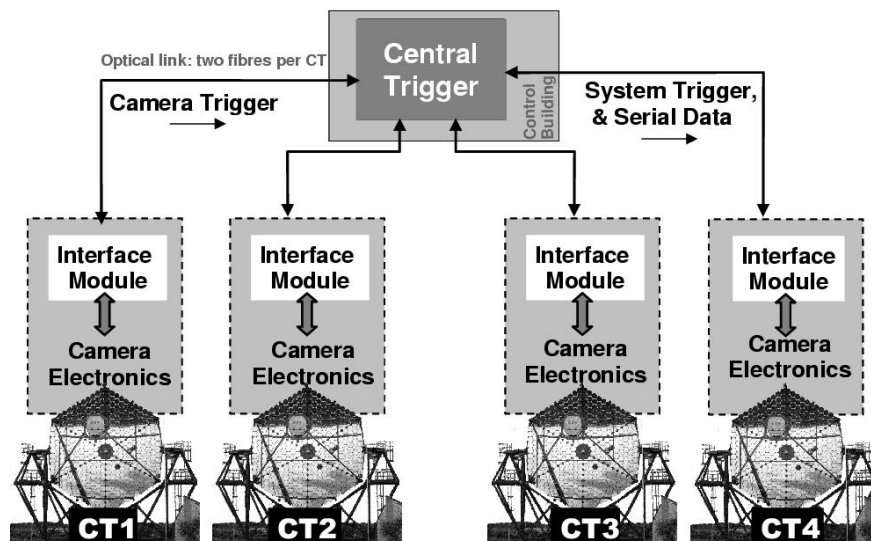 Central
Trigger
Control
Building
Optical link: two fibres per CT
Camera Trigger
System Trigger,
& Serial Data
Interface
Module
Camera
Electronics
CT1
Interface
Module
Camera
Electronics
CT2
Interface
Module
Camera
Electronics
CT3
Interface
Module
Camera
Electronics
CT4